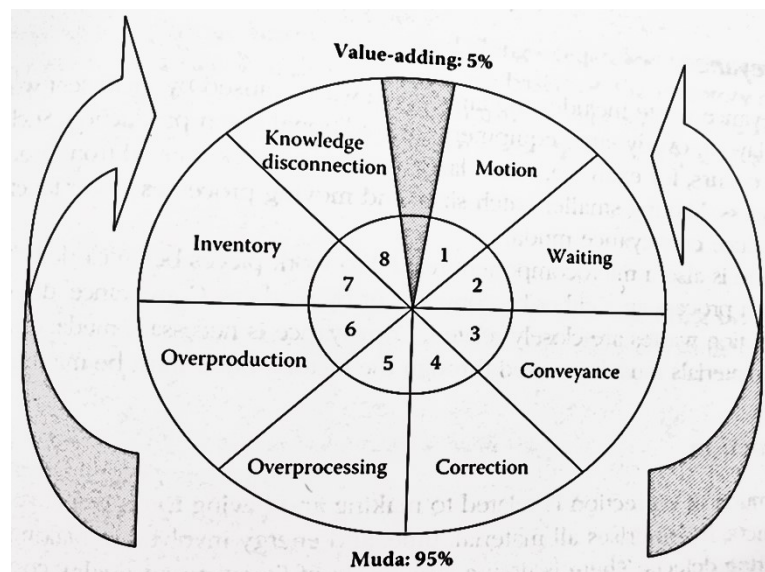 Value-adding: 5%
Knowledge
disconnection
Motion
Inventory
Waiting
8
1
7
2
6
3
5
4
Overproduction
Conveyance
Overprocessing
Correction
Muda: 95%